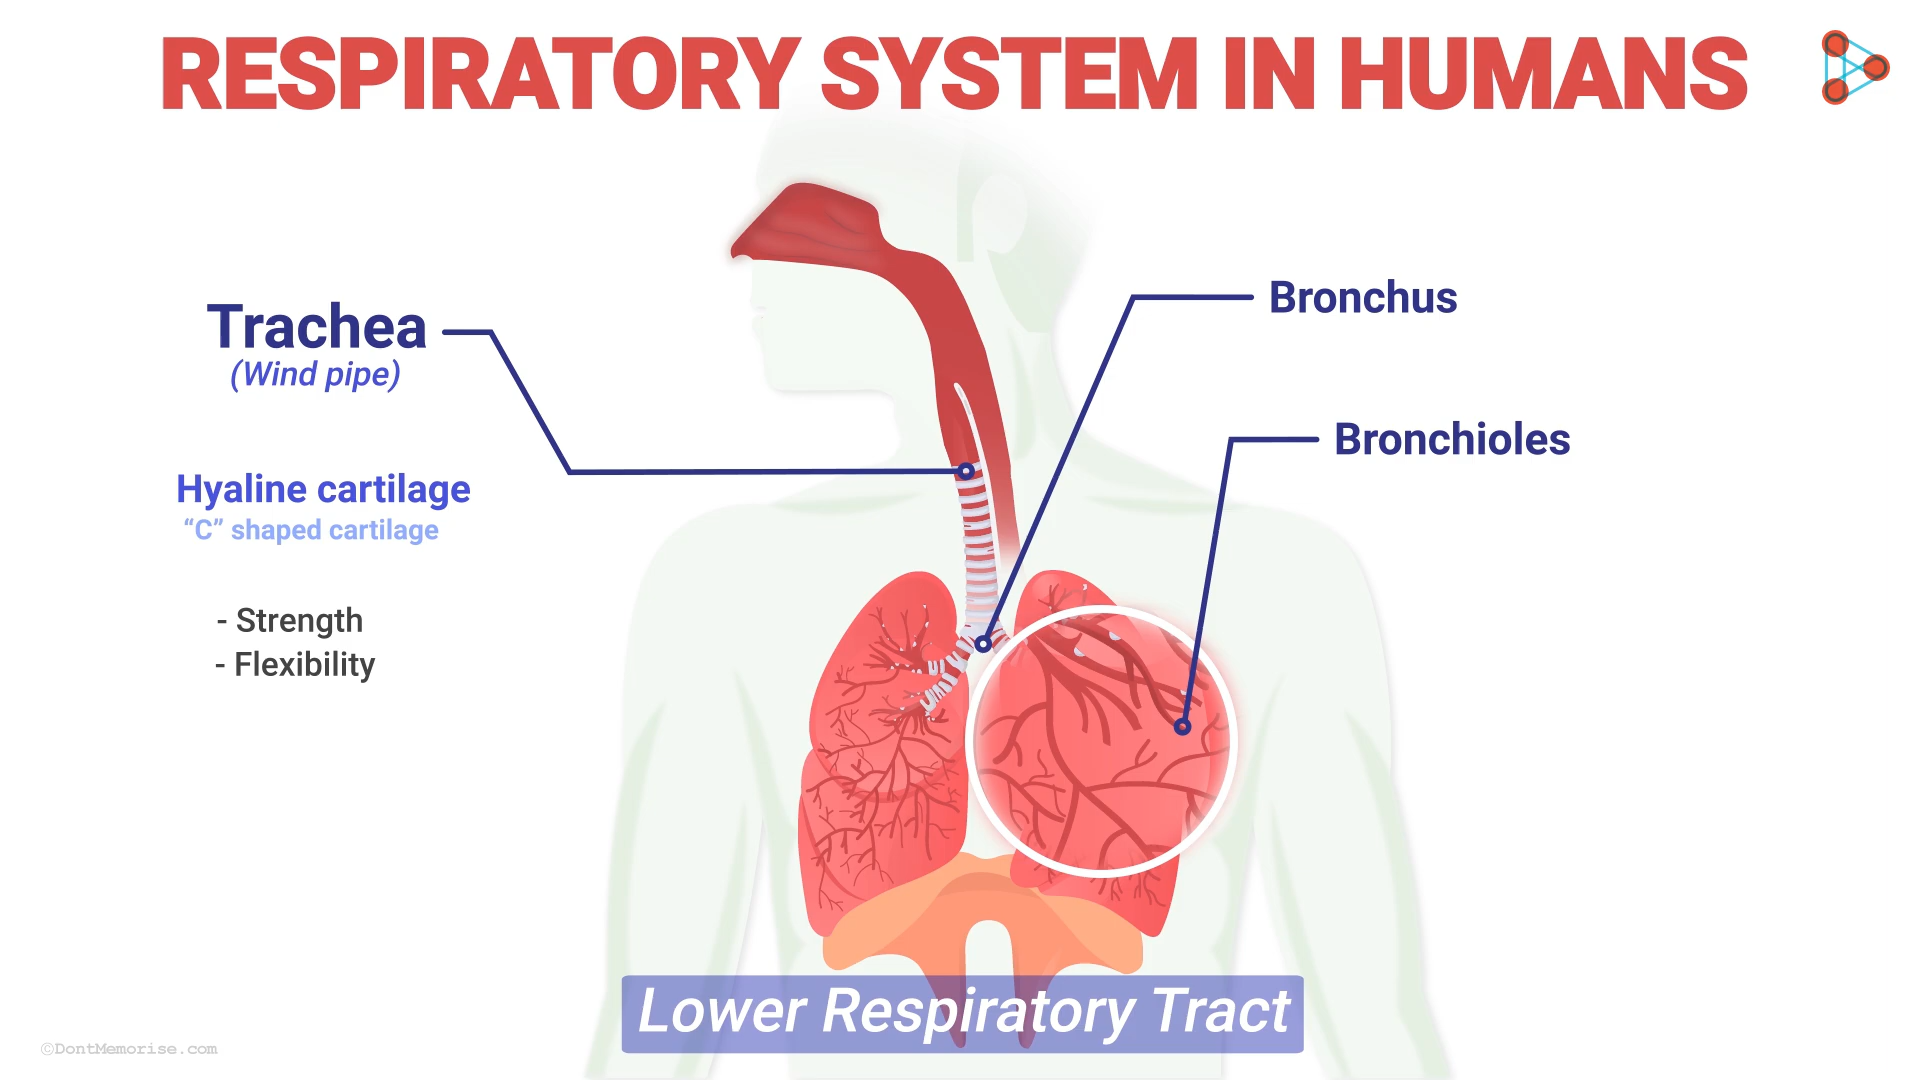 RESPIRATORY SYSTEM IN HUMANS
Trachea
(Wind pipe)
Hyaline cartilage
“C” shaped cartilage
- Strength
- Flexibility
Bronchus
Bronchioles
Lower Respiratory Tract
©DontMemorise.com